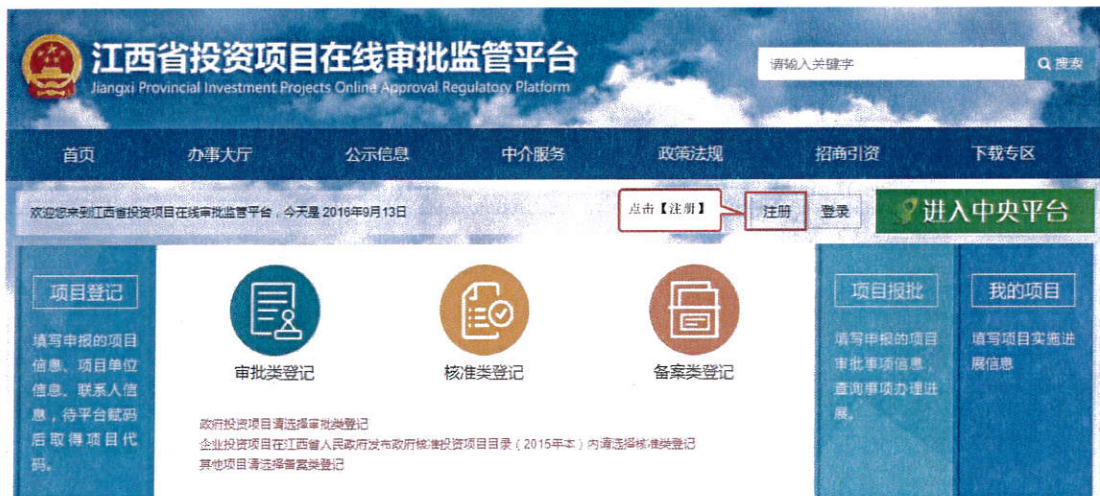 江西省投资项目在线审批监管平台
Jiangxi Provincial Investment Projects Online Approval Regulatory Platform
请输入关键字
搜索
首页
办事大厅
公示信息
中介服务
政策法规
招商引资
下载专区
欢迎您来到江西省投资项目在线审批监管平台，今天是 2016年9月13日
点击【注册】
注册
登录
进入中央平台
项目登记
填写申报的项目
信息、项目单位
信息、联系人信
息，待平台赋码
后取得项目代
码。
审批类登记
核准类登记
备案类登记
政府投资项目请选择审批类登记
企业投资项目在江西省人民政府发布政府核准投资项目目录（2015年本）内请选择核准类登记
其他项目请选择备案类登记
项目报批
填写申报的项目
审批事项信息，
查询事项办理进
展。
我的项目
填写项目实施进
展信息